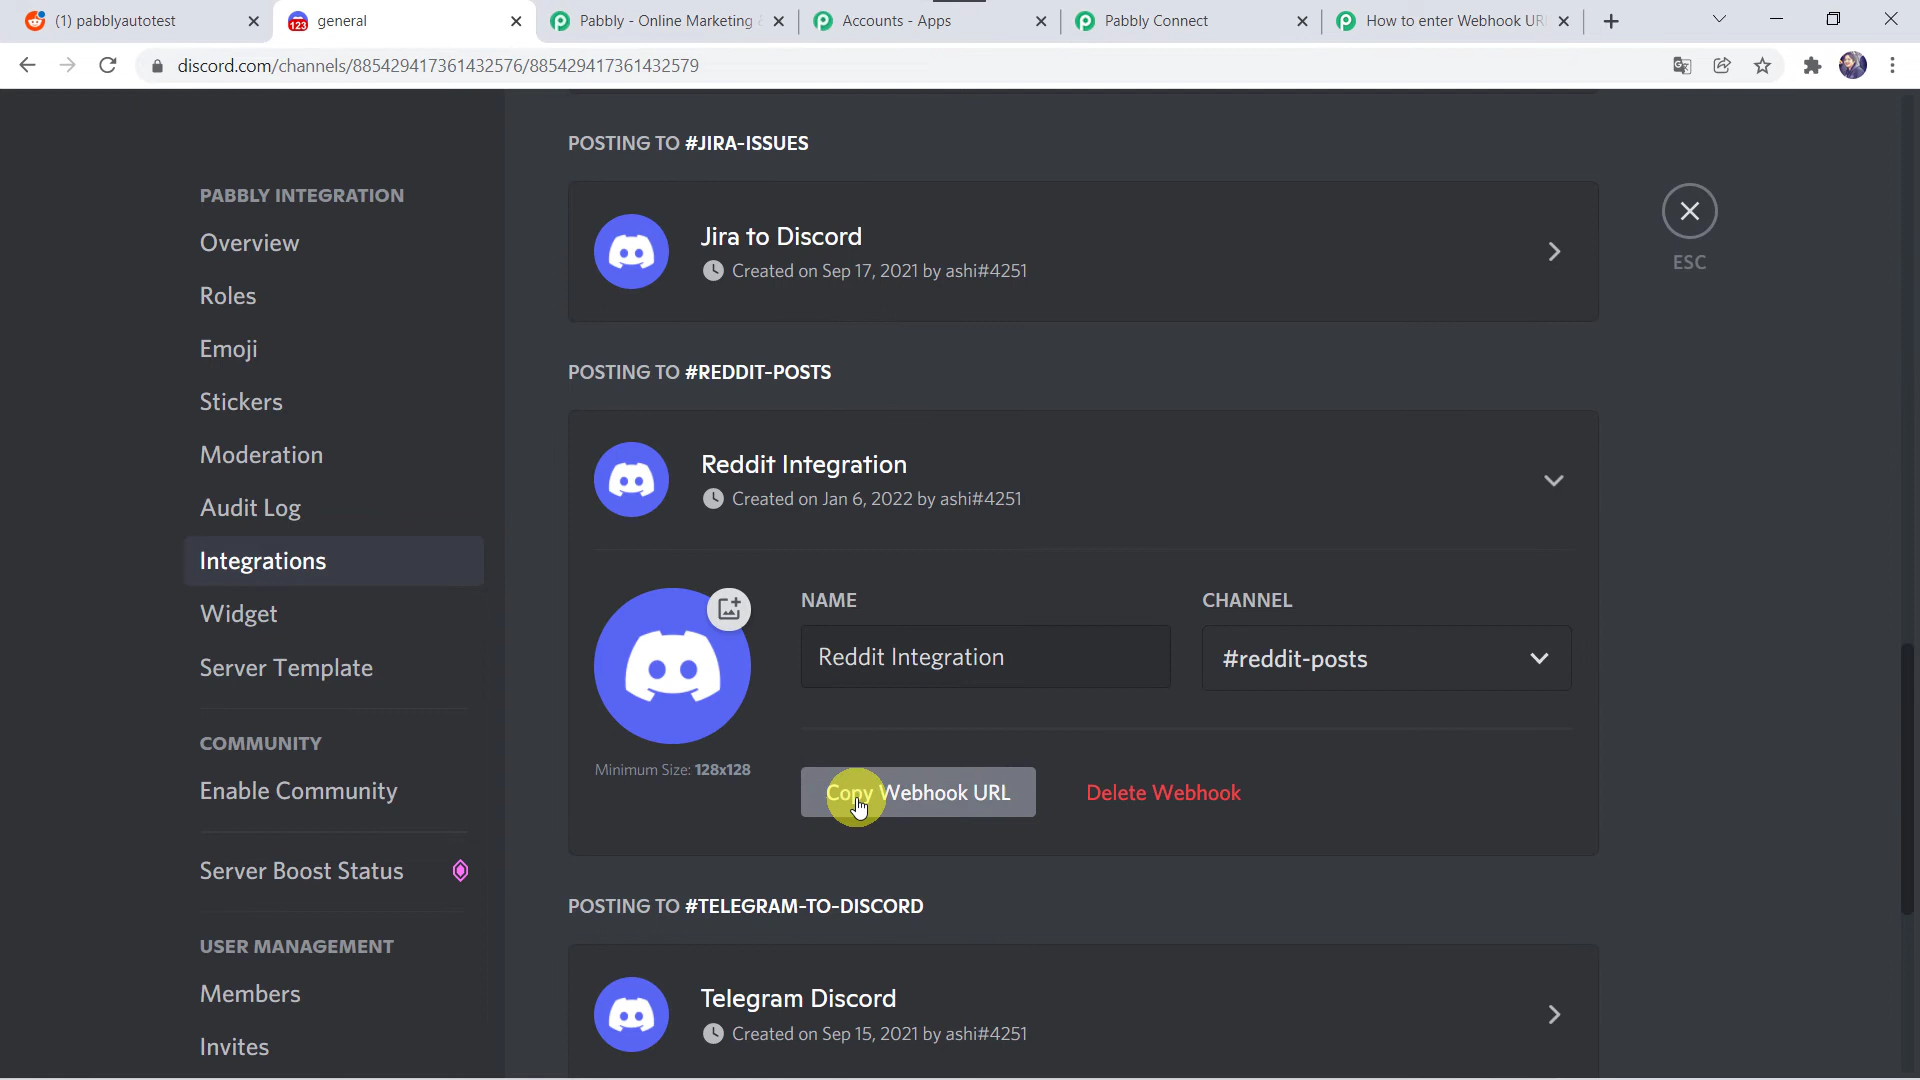 (1) pabblyautotest
123
general
Pabbly - Online Marketing
Accounts - Apps
Pabbly Connect
How to enter Webhook UR
discord.com/channels/885429417361432576/885429417361432579
PABBLY INTEGRATION
Overview
Roles
Emoji
Stickers
Moderation
Audit Log
Integrations
Widget
Server Template
COMMUNITY
Enable Community
Server Boost Status
USER MANAGEMENT
Members
Invites
POSTING TO #JIRA-ISSUES
Jira to Discord
Created on Sep 17, 2021 by ashi#4251
ESC
POSTING TO #REDDIT-POSTS
Reddit Integration
Created on Jan 6, 2022 by ashi#4251
NAME
CHANNEL
Reddit Integration
#reddit-posts
Minimum Size: 128x128
Copy Webhook URL
Delete Webhook
POSTING TO #TELEGRAM-TO-DISCORD
Telegram Discord
Created on Sep 15, 2021 by ashi#4251